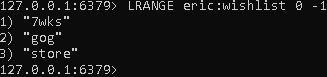 127.0.0.1:6379> LRANGE eric:wishlist 0 -1
1) "7wks"
2) "gog"
3) "store"
127.0.0.1:6379>